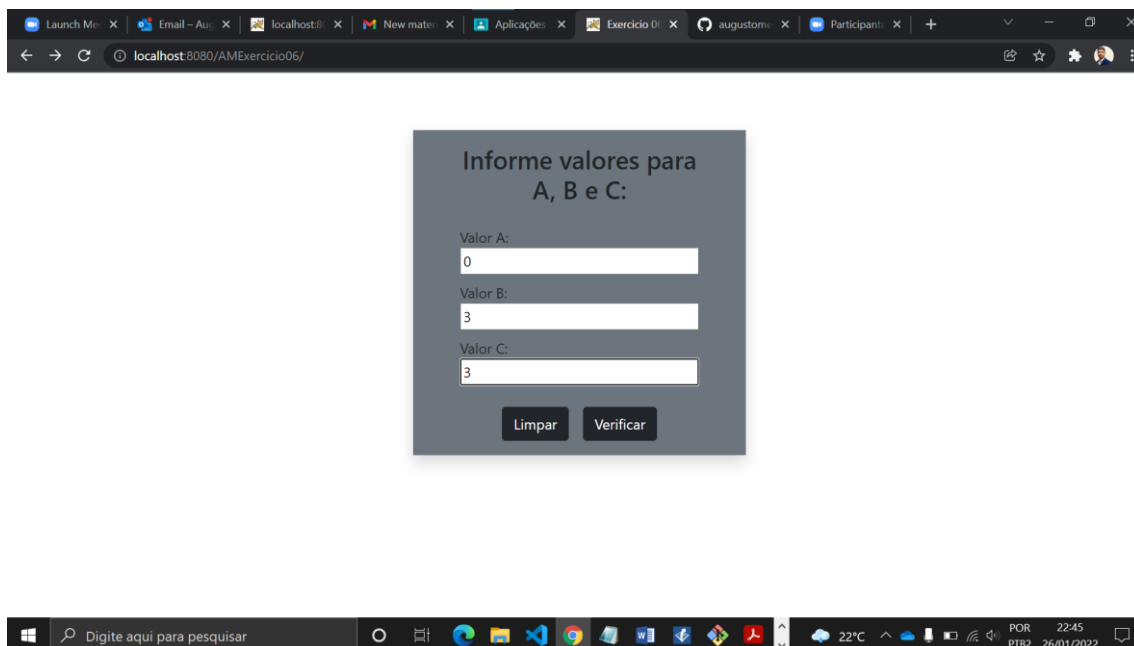 Launch Me
Email – Aug
localhost:8
New mater
Aplicações
Exercicio 0
augustome
Participant
localhost:8080/AMExercicio06/
Informe valores para
A, B e C:
Valor A:
0
Valor B:
3
Valor C:
3
Limpar
Verificar
Digite aqui para pesquisar
22°C
POR
PTB2
22:45
26/01/2022